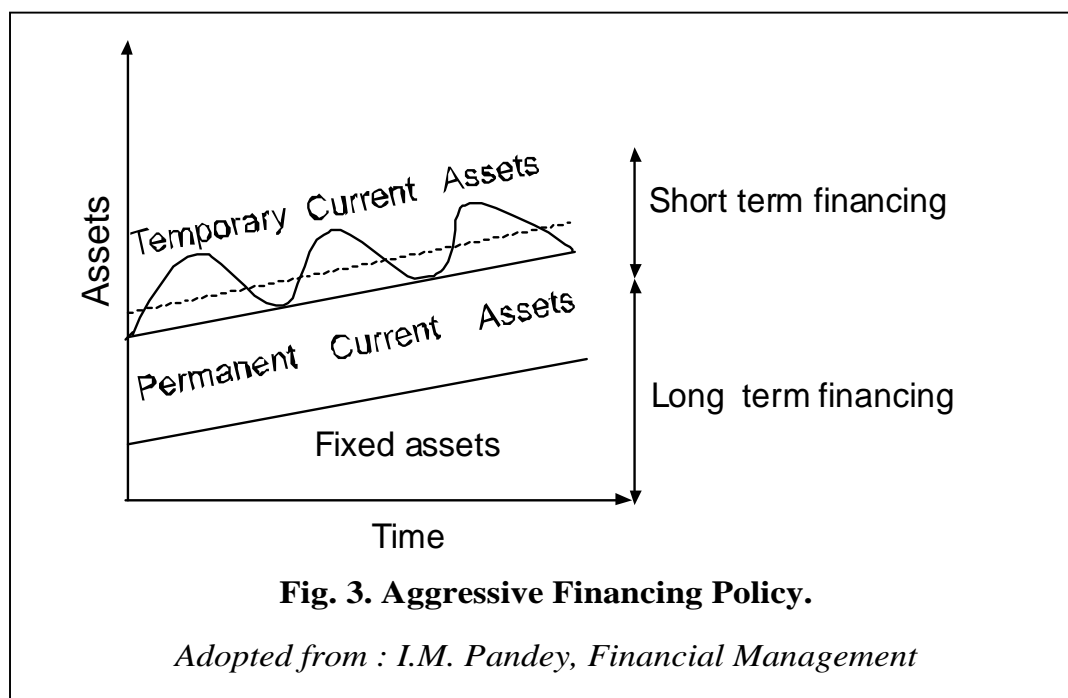 Temporary Current Assets
Short term financing
Assets
Permanent Current Assets
Long term financing
Fixed assets
Time
Fig. 3. Aggressive Financing Policy.
Adopted from : I.M. Pandey, Financial Management